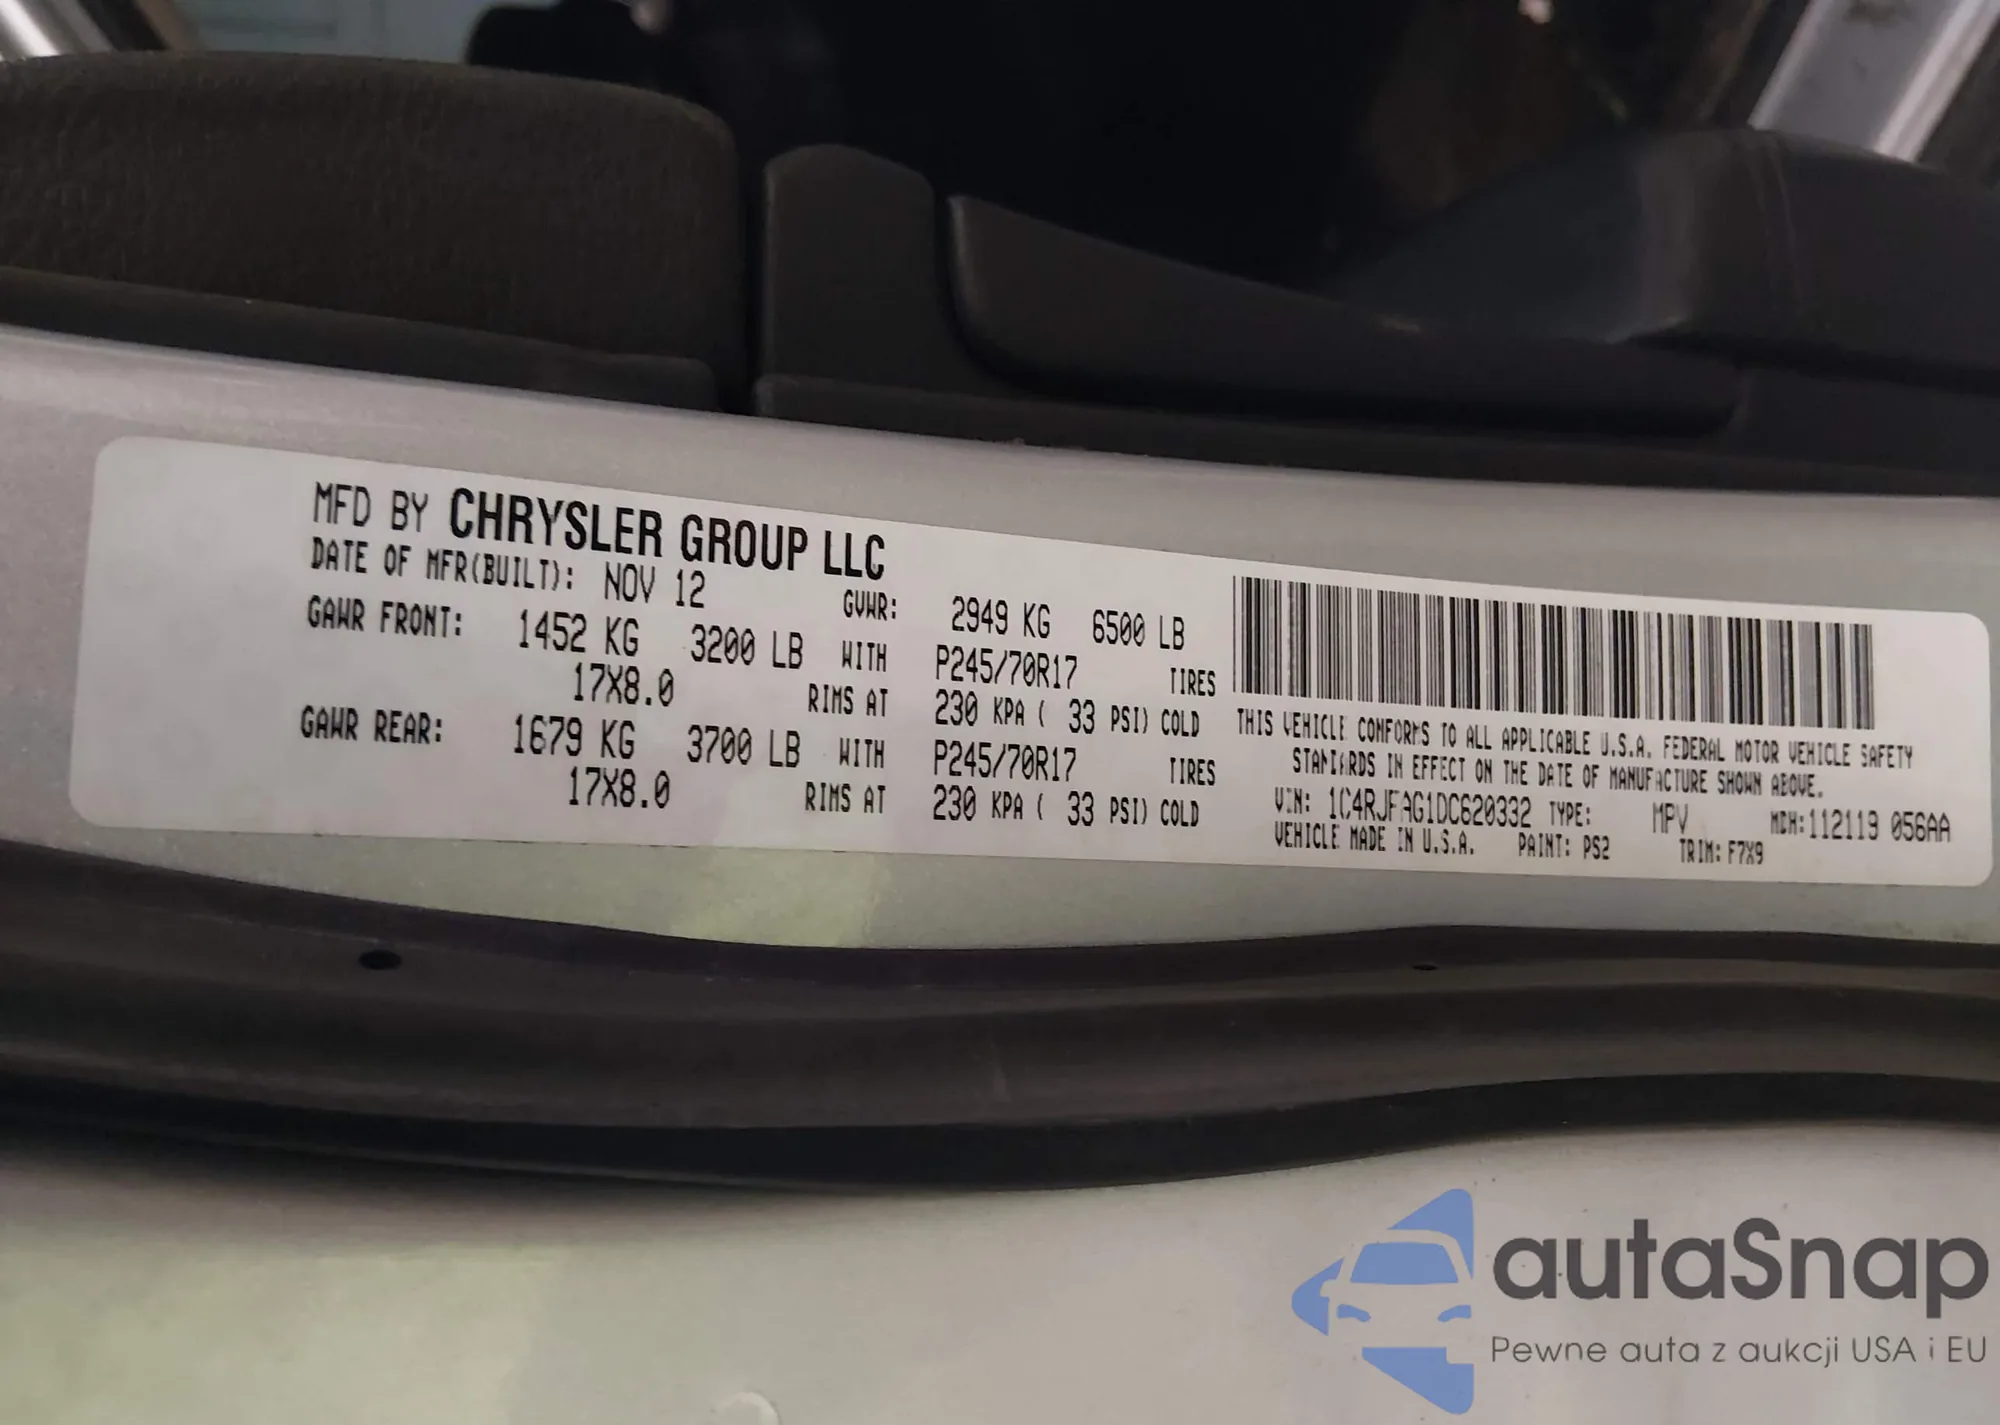 MFD BY CHRYSLER GROUP LLC
DATE OF MFR(BUILT): NOV 12 GVWR: 2949 KG 6500 LB
GAWR FRONT: 1452 KG 3200 LB WITH P245/70R17 TIRES
17X8.0 RIMS AT 230 KPA ( 33 PSI) COLD
GAWR REAR: 1679 KG 3700 LB WITH P245/70R17 TIRES
17X8.0 RIMS AT 230 KPA ( 33 PSI) COLD
THIS VEHICLE CONFORMS TO ALL APPLICABLE U.S.A. FEDERAL MOTOR VEHICLE SAFETY
STANDARDS IN EFFECT ON THE DATE OF MANUFACTURE SHOWN ABOVE.
VIN: 1C4RJFAG1DC620332 TYPE: MPV MDH:112119 056AA
VEHICLE MADE IN U.S.A. PAINT: PS2 TRIM: F7X9
autaSnap
Pewne auta z aukcji USA i EU